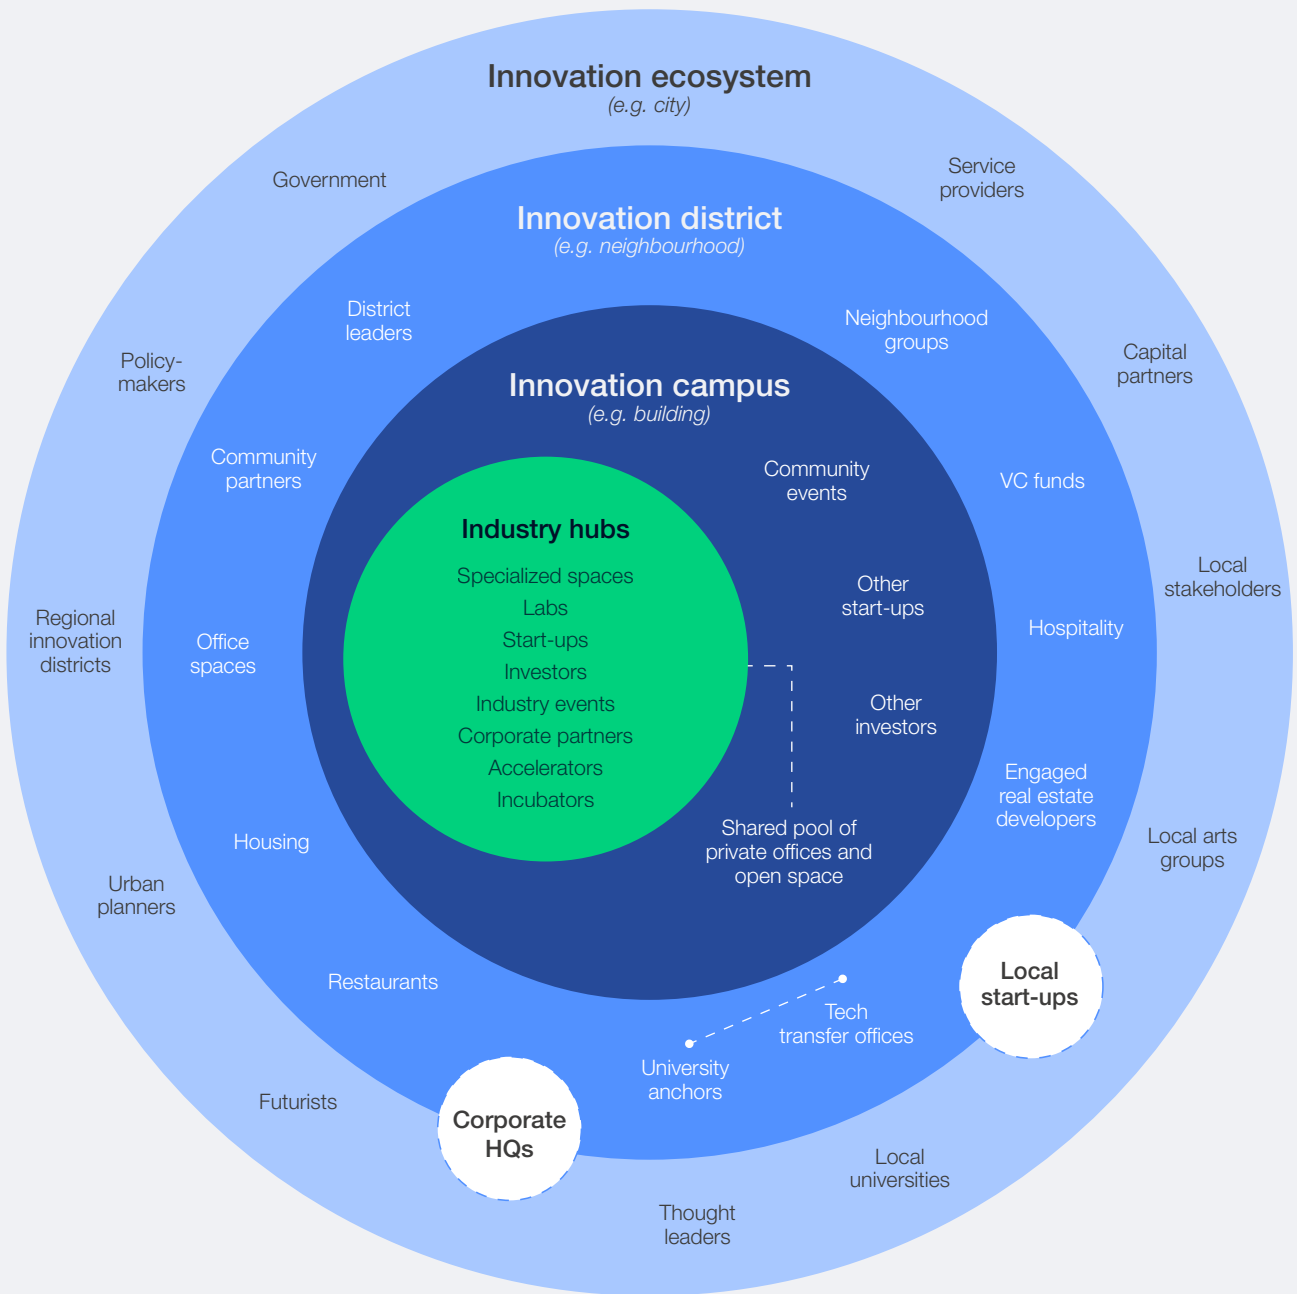 Innovation ecosystem
(e.g. city)
Government
Service
providers
Policy-
makers
Capital
partners
Regional
innovation
districts
Local
stakeholders
Urban
planners
Local arts
groups
Futurists
Local
universities
Thought
leaders
Innovation district
(e.g. neighbourhood)
District
leaders
Neighbourhood
groups
Community
partners
VC funds
Office
spaces
Hospitality
Housing
Engaged
real estate
developers
Restaurants
Tech
transfer offices
University
anchors
Local
start-ups
Corporate
HQs
Innovation campus
(e.g. building)
Community
events
Other
start-ups
Other
investors
Shared pool of
private offices and
open space
Industry hubs
Specialized spaces
Labs
Start-ups
Investors
Industry events
Corporate partners
Accelerators
Incubators